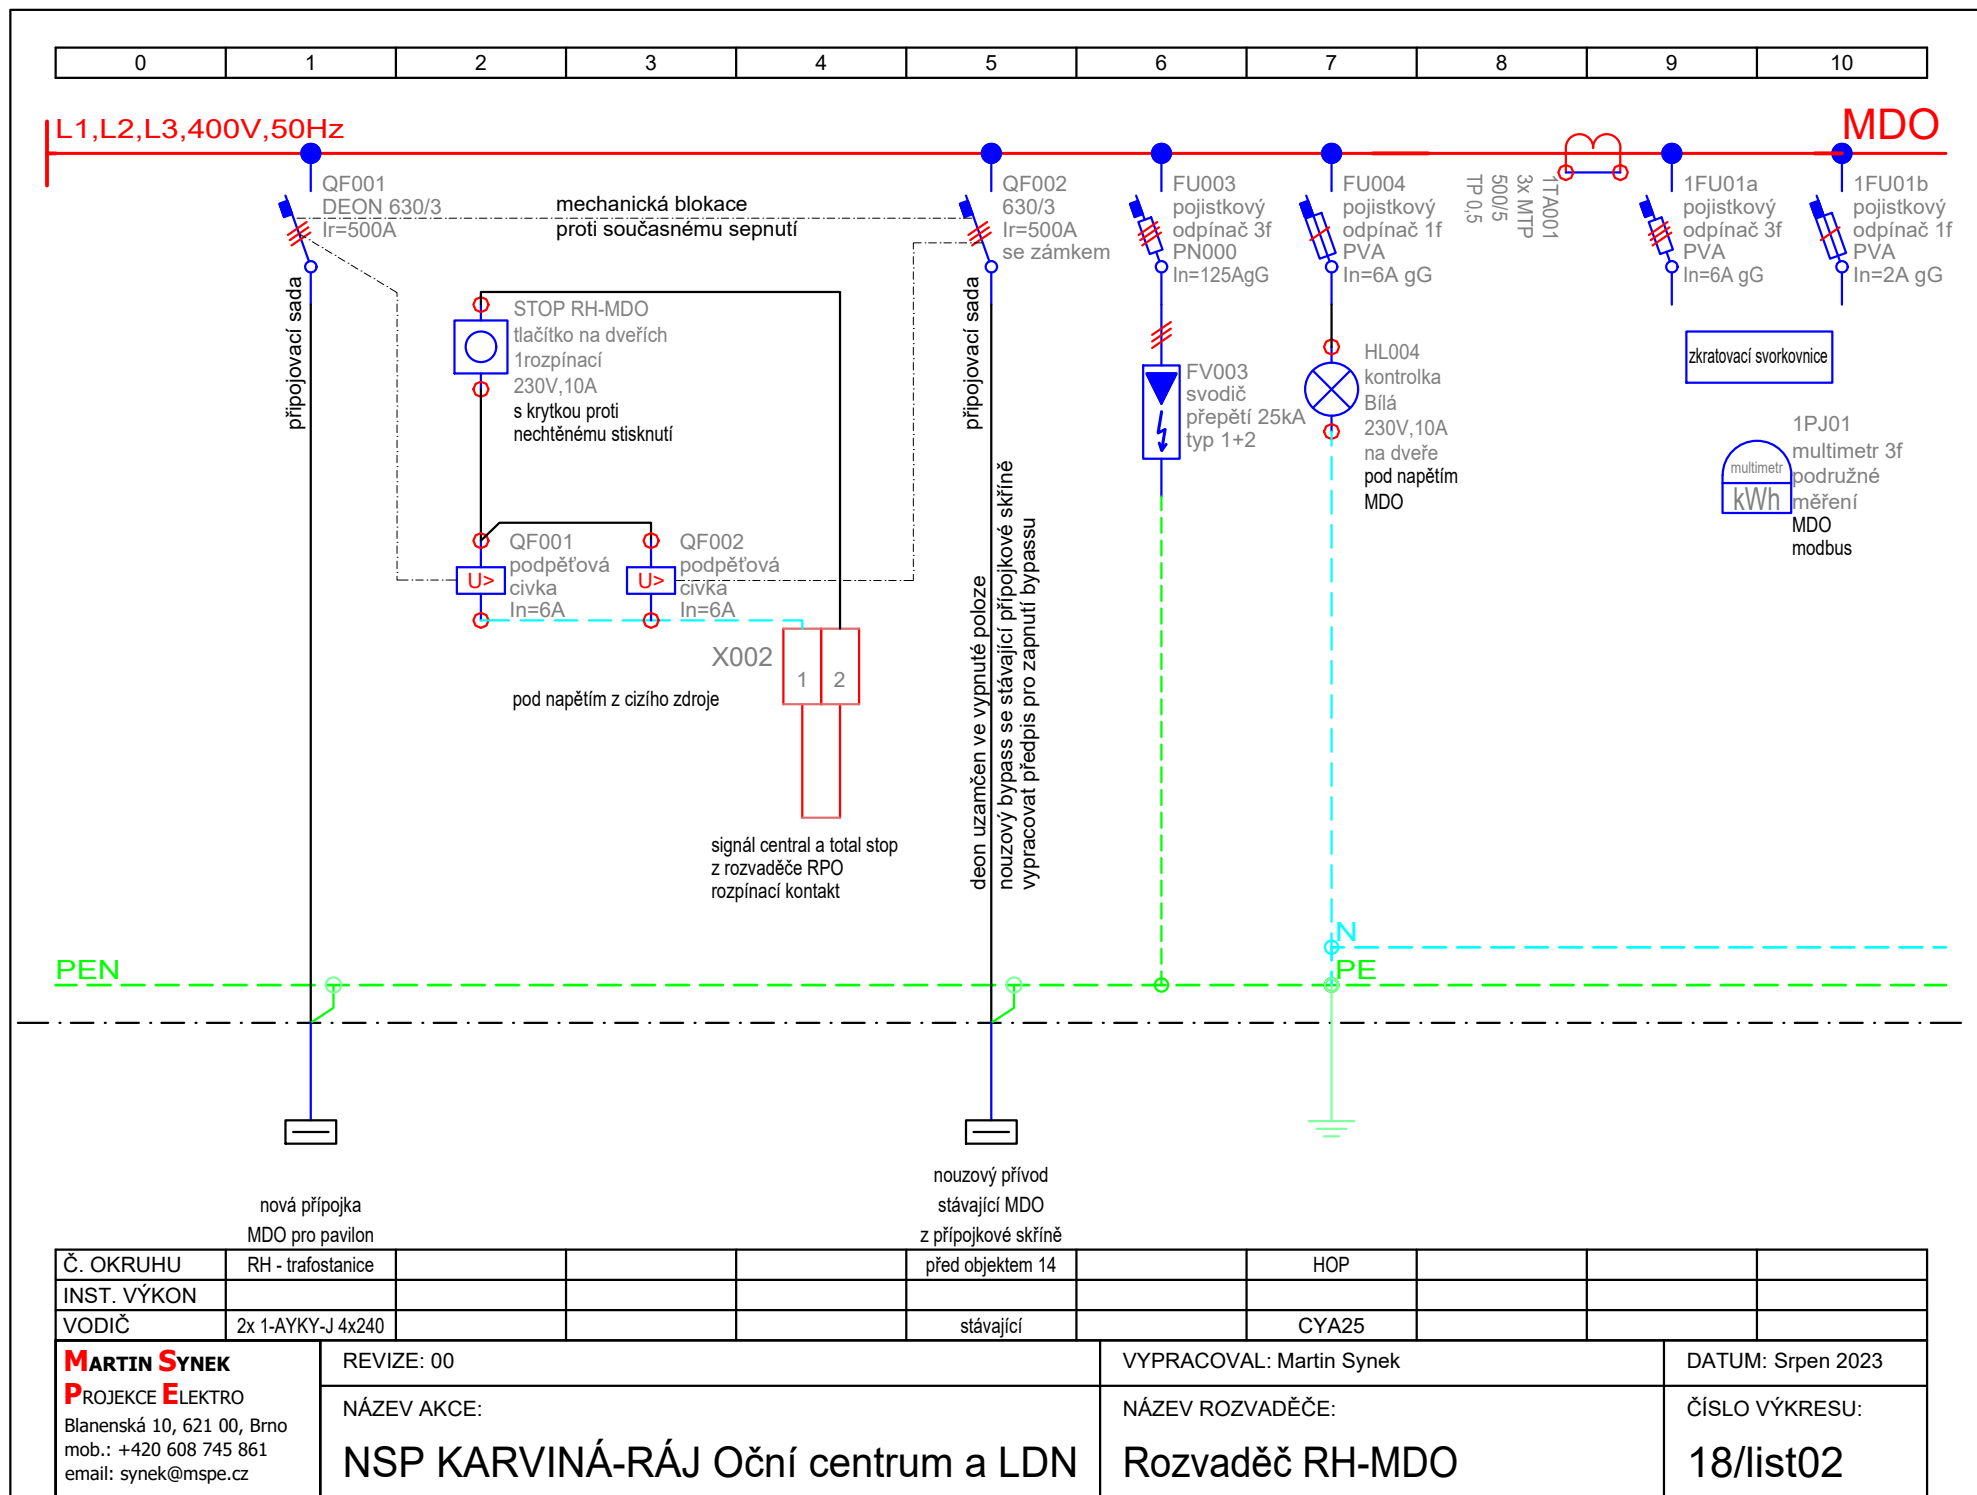 0 1 2 3 4 5 6 7 8 9 10
L1,L2,L3,400V,50Hz
MDO
QF001
DEON 630/3
Ir=500A
mechanická blokace
proti současnému sepnutí
QF002
630/3
Ir=500A
se zámkem
FU003
pojistkový
odpínač 3f
PN000
In=125AgG
FU004
pojistkový
odpínač 1f
PVA
In=6A gG
1TA001
3x MTP
500/5
TP 0,5
1FU01a
pojistkový
odpínač 3f
PVA
In=6A gG
1FU01b
pojistkový
odpínač 1f
PVA
In=2A gG
připojovací sada
STOP RH-MDO
tlačítko na dveřích
1rozpínací
230V,10A
s krytkou proti
nechtěnému stisknutí
připojovací sada
FV003
svodič
přepětí 25kA
typ 1+2
HL004
kontrolka
Bílá
230V,10A
na dveře
pod napětím
MDO
zkratovací svorkovnice
1PJ01
multimetr 3f
podružné
měření
MDO
modbus
multimetr
kWh
QF001
podpěťová
civka
In=6A
U>
QF002
podpěťová
civka
In=6A
U>
X002
1 2
pod napětím z cizího zdroje
signál central a total stop
z rozvaděče RPO
rozpínací kontakt
deon uzamčen ve vypnuté poloze
nouzový bypass se stávající přípojkové skříně
vypracovat předpis pro zapnutí bypassu
N
PEN
PE
nová přípojka
MDO pro pavilon
nouzový přívod
stávající MDO
z přípojkové skříně
Č. OKRUHU RH - trafostanice před objektem 14 HOP
INST. VÝKON
VODIČ 2x 1-AYKY-J 4x240 stávající CYA25
MARTIN SYNEK
PROJEKCE ELEKTRO
Blanenská 10, 621 00, Brno
mob.: +420 608 745 861
email: synek@mspe.cz
REVIZE: 00
VYPRACOVAL: Martin Synek
DATUM: Srpen 2023
NÁZEV AKCE:
NSP KARVINÁ-RÁJ Oční centrum a LDN
NÁZEV ROZVADĚČE:
Rozvaděč RH-MDO
ČÍSLO VÝKRESU:
18/list02